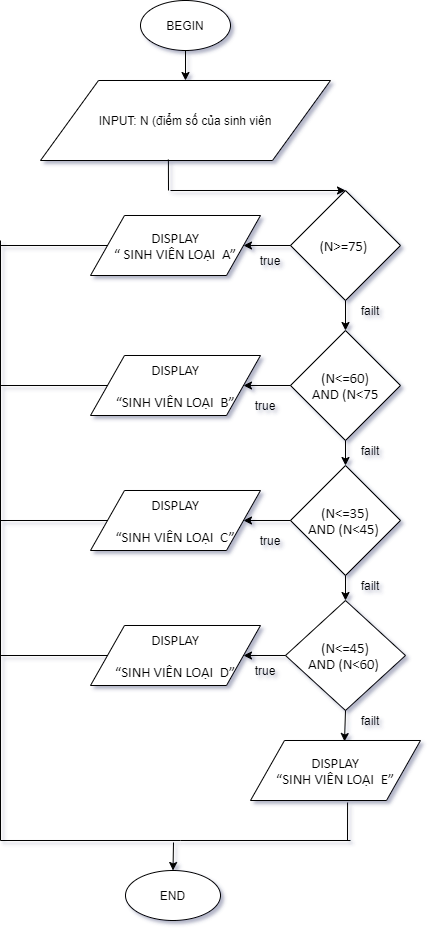 BEGIN
INPUT: N (điểm số của sinh viên
(N>=75)
DISPLAY
“ SINH VIÊN LOẠI A”
true
failt
(N<=60)
AND (N<75
DISPLAY
“SINH VIÊN LOẠI B”
true
failt
(N<=35)
AND (N<45)
DISPLAY
“SINH VIÊN LOẠI C”
true
failt
(N<=45)
AND (N<60)
DISPLAY
“SINH VIÊN LOẠI D”
true
failt
DISPLAY
“SINH VIÊN LOẠI E”
END